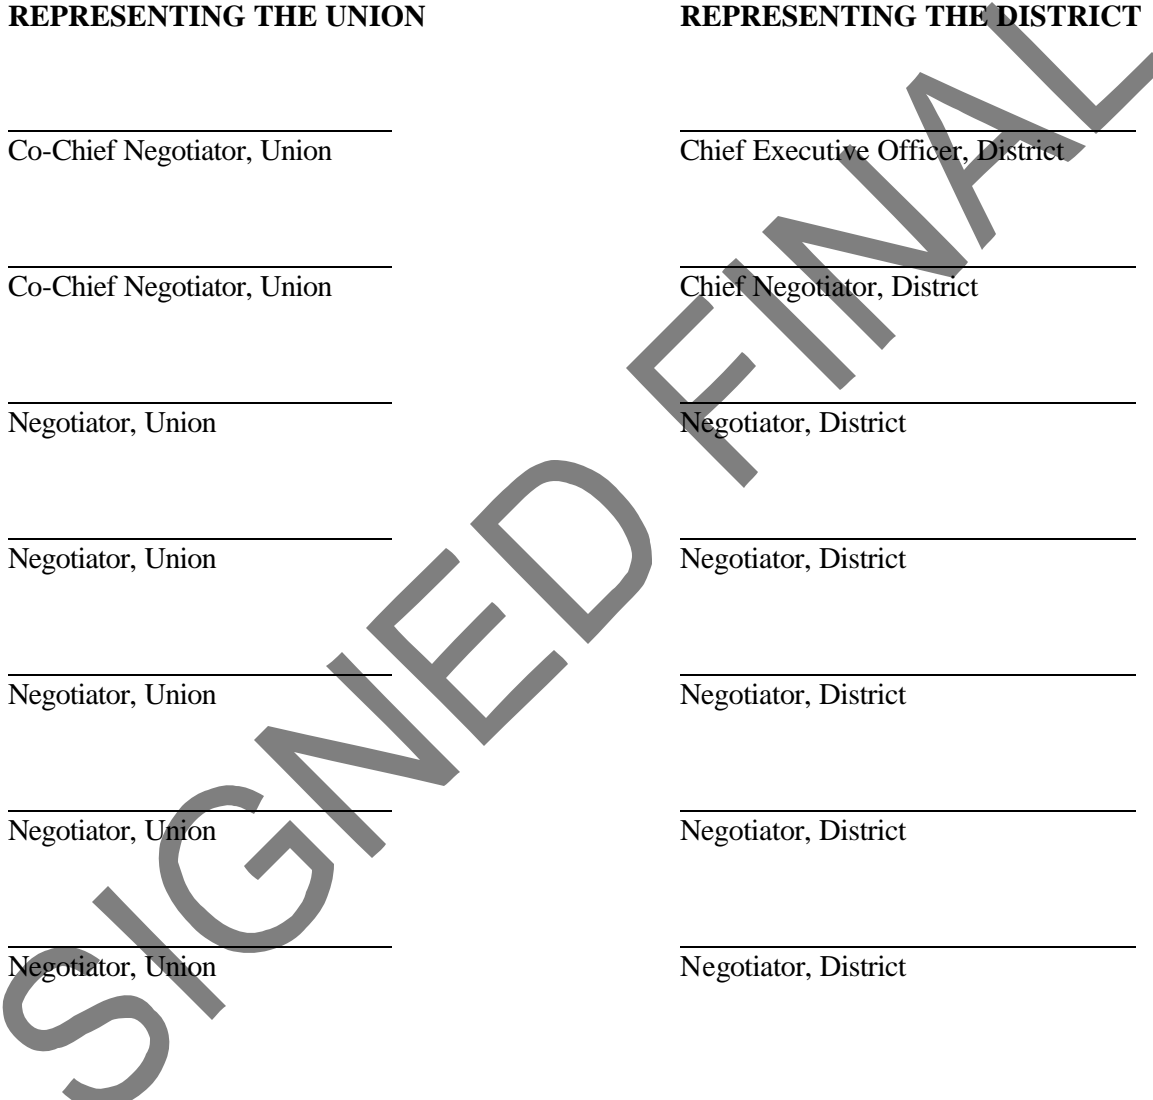 REPRESENTING THE UNION REPRESENTING THE DISTRICT
Co-Chief Negotiator, Union Chief Executive Officer, District
Co-Chief Negotiator, Union Chief Negotiator, District
Negotiator, Union Negotiator, District
Negotiator, Union Negotiator, District
Negotiator, Union Negotiator, District
Negotiator, Union Negotiator, District
Negotiator, Union Negotiator, District
SIGNED FINAL